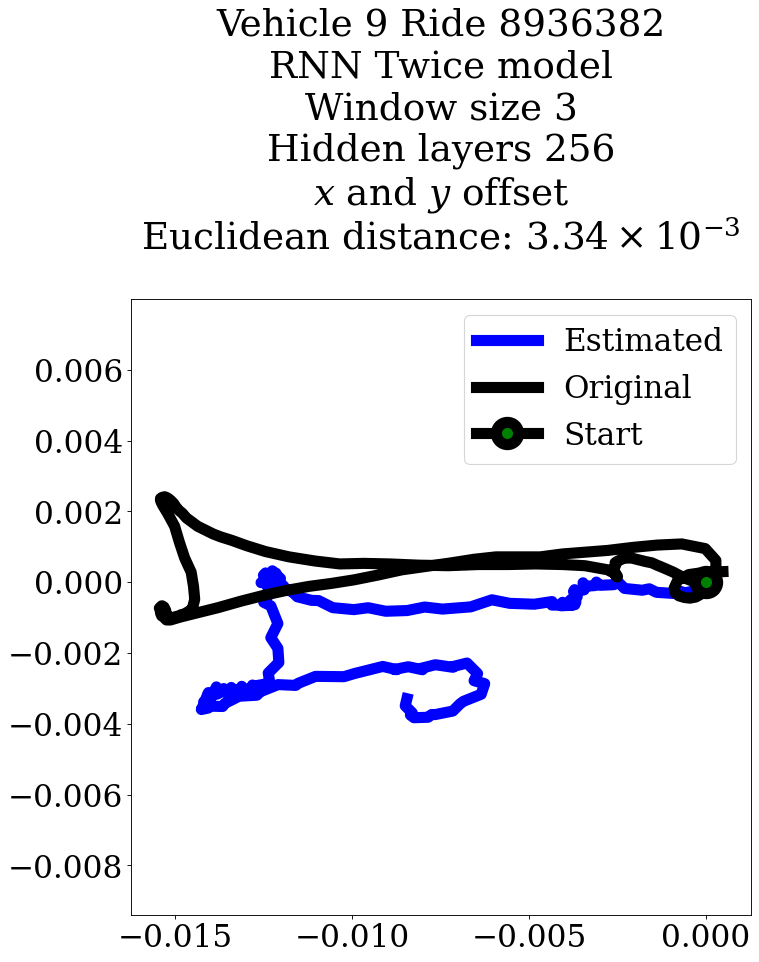 Vehicle 9 Ride 8936382
RNN Twice model
Window size 3
Hidden layers 256
x and y offset
Euclidean distance: 3.34 × 10⁻³
Estimated
Original
Start
0.006
0.004
0.002
0.000
−0.002
−0.004
−0.006
−0.008
−0.015 −0.010 −0.005 0.000